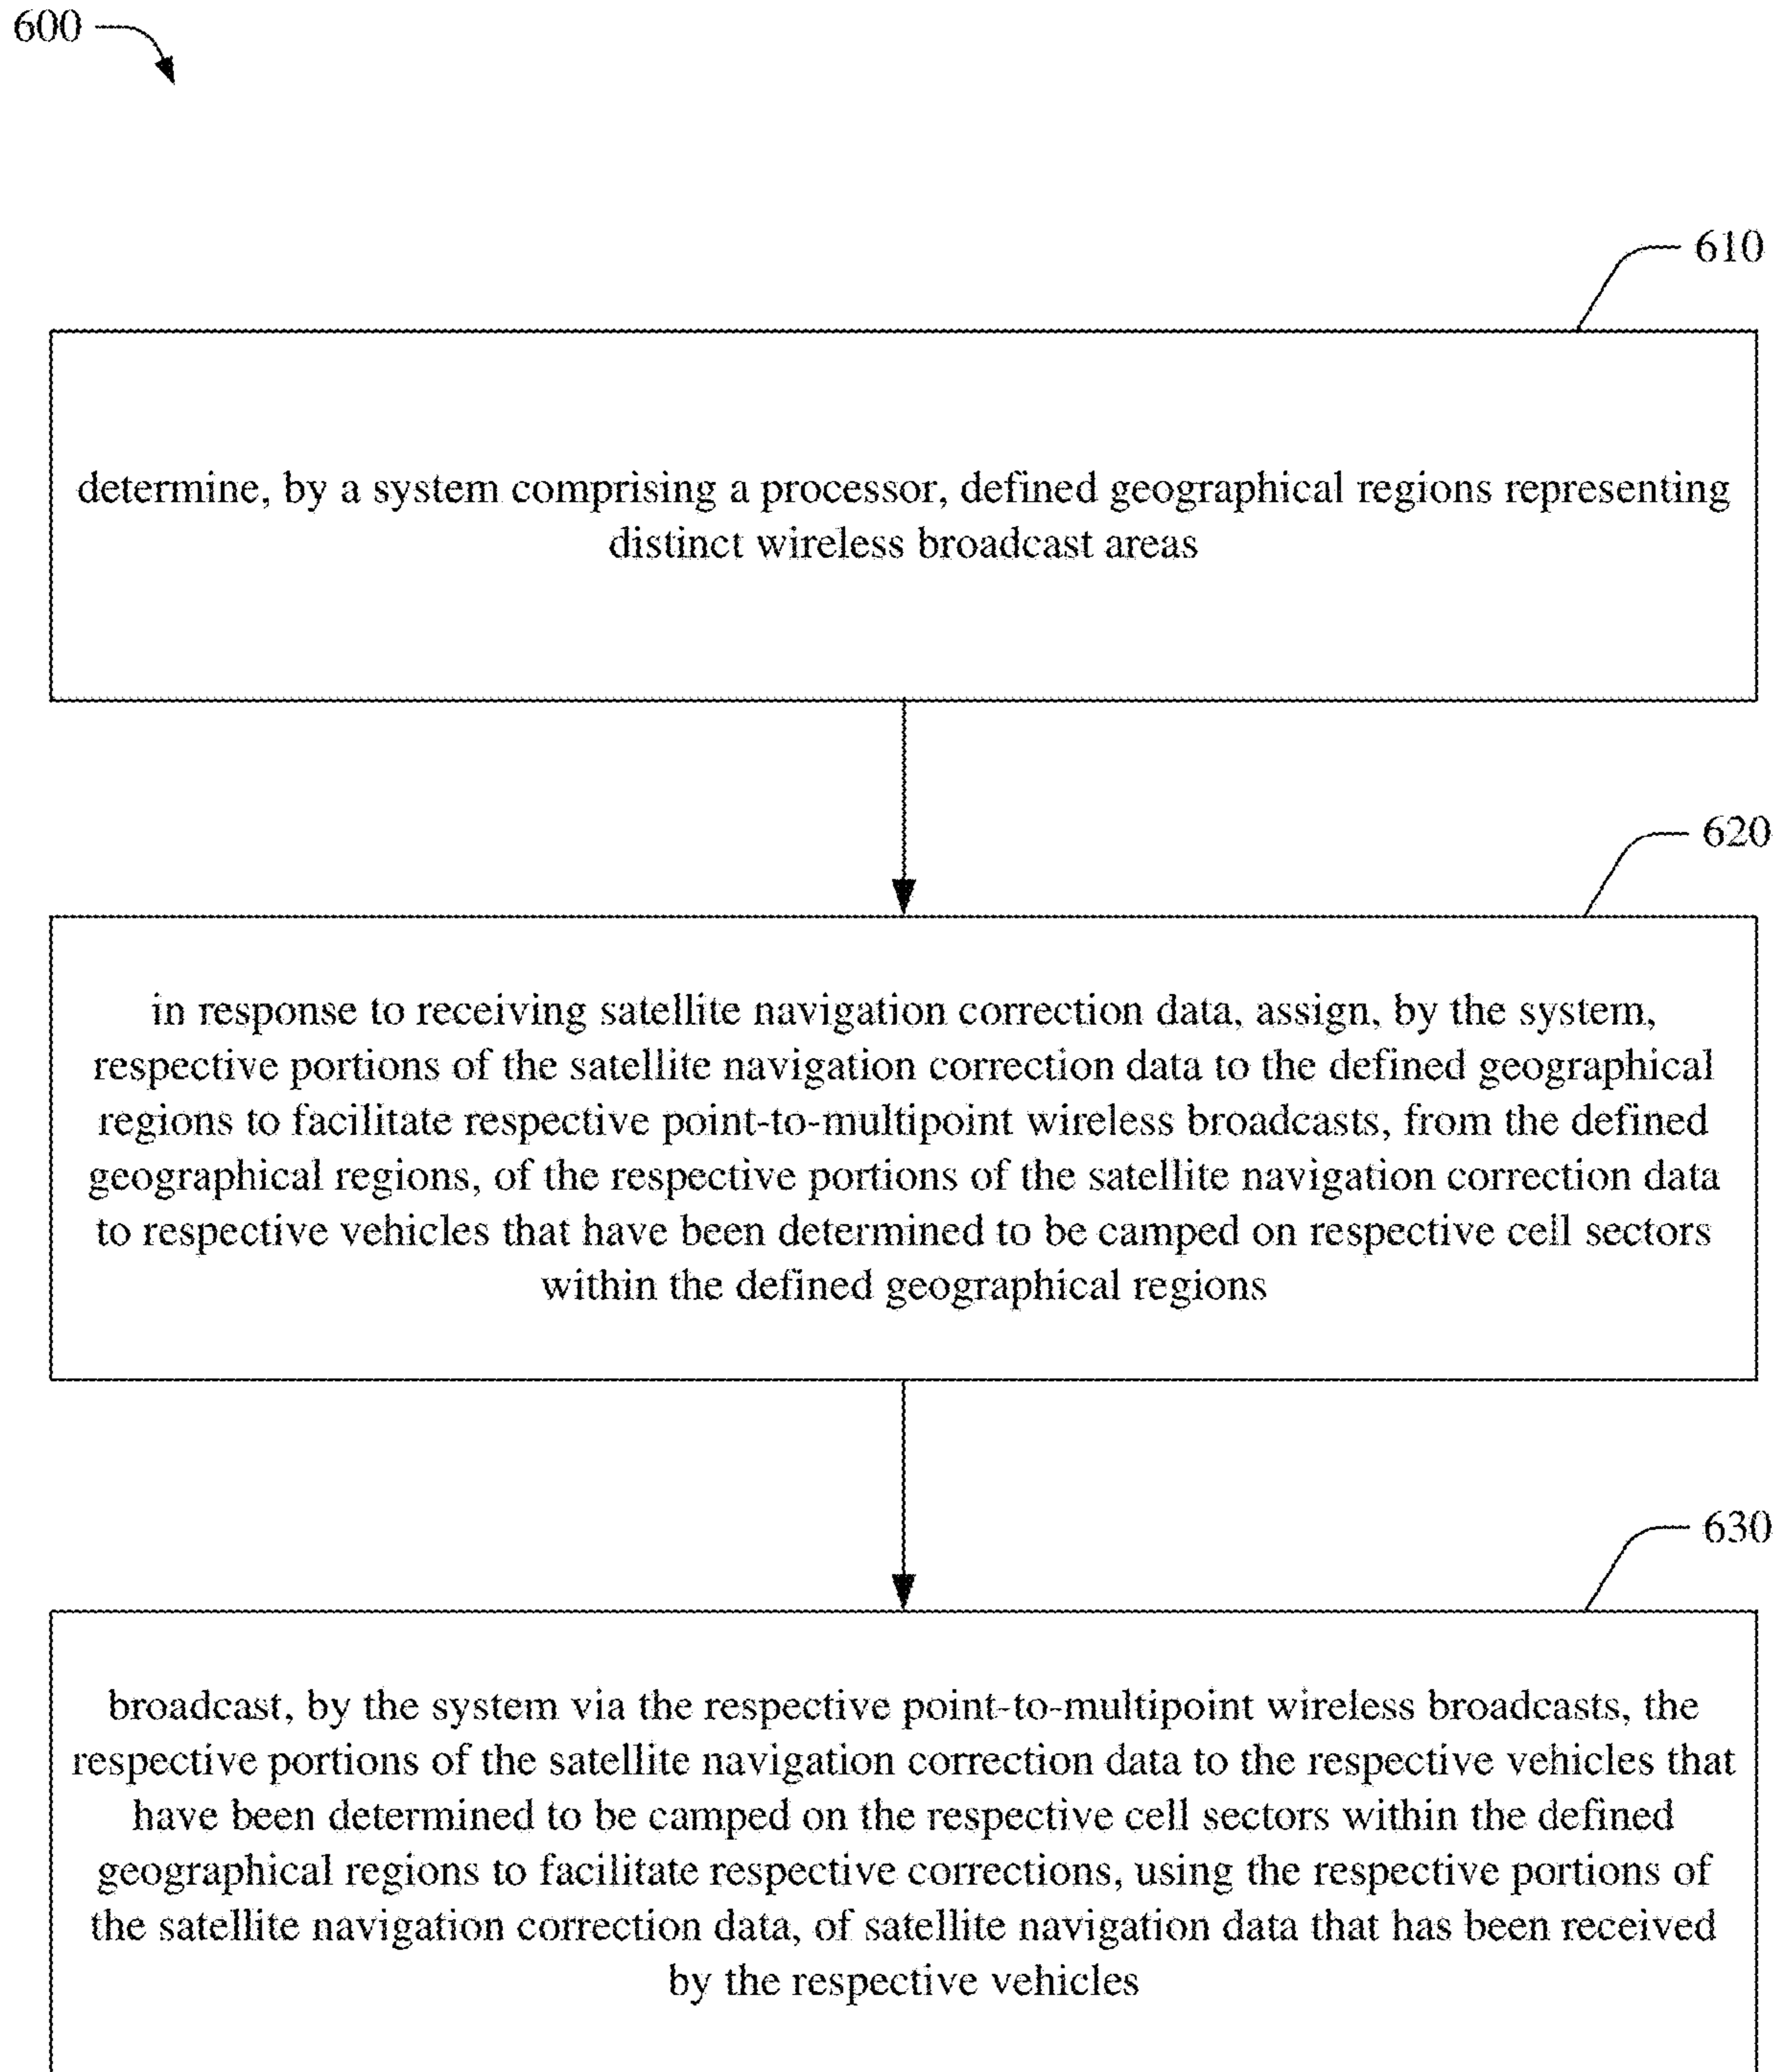 600
610
determine, by a system comprising a processor, defined geographical regions representing
distinct wireless broadcast areas
620
in response to receiving satellite navigation correction data, assign, by the system,
respective portions of the satellite navigation correction data to the defined geographical
regions to facilitate respective point-to-multipoint wireless broadcasts, from the defined
geographical regions, of the respective portions of the satellite navigation correction data
to respective vehicles that have been determined to be camped on respective cell sectors
within the defined geographical regions
630
broadcast, by the system via the respective point-to-multipoint wireless broadcasts, the
respective portions of the satellite navigation correction data to the respective vehicles that
have been determined to be camped on the respective cell sectors within the defined
geographical regions to facilitate respective corrections, using the respective portions of
the satellite navigation correction data, of satellite navigation data that has been received
by the respective vehicles